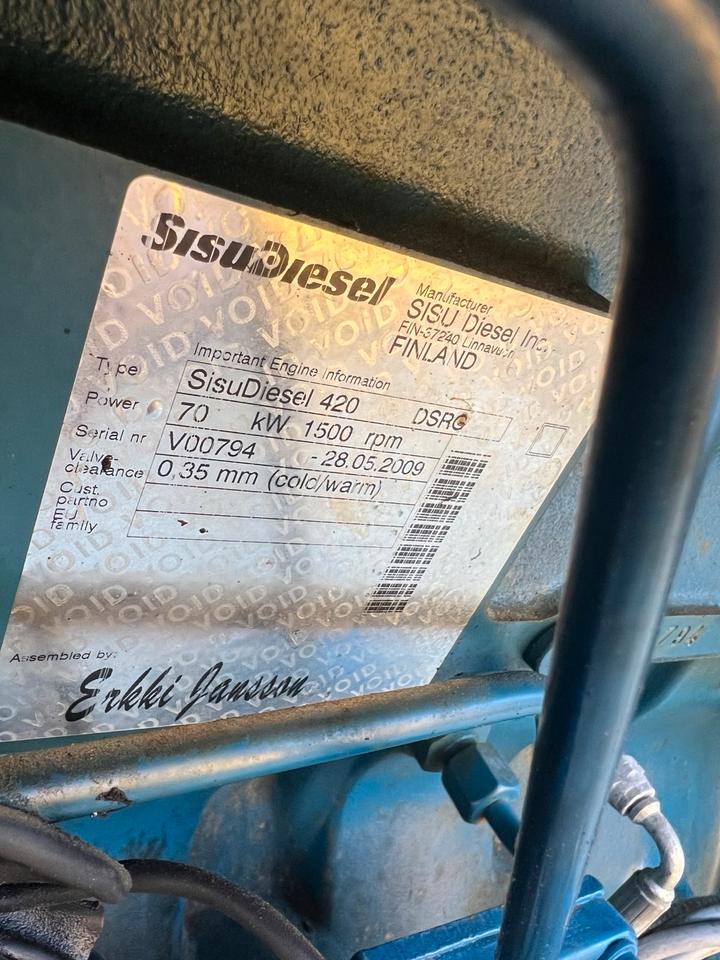 SisuDiesel
Manufacturer
SISU Diesel Inc.
FIN-37240 Linnavuori
FINLAND
Important Engine Information
Type SisuDiesel 420 DSRG
Power 70 kW 1500 rpm
Serial nr V00794 - 28.05.2009
Valve-
clearance 0,35 mm (cold/warm)
Cust.
partno
EU
family
Assembled by:
Erkki Jansson
794